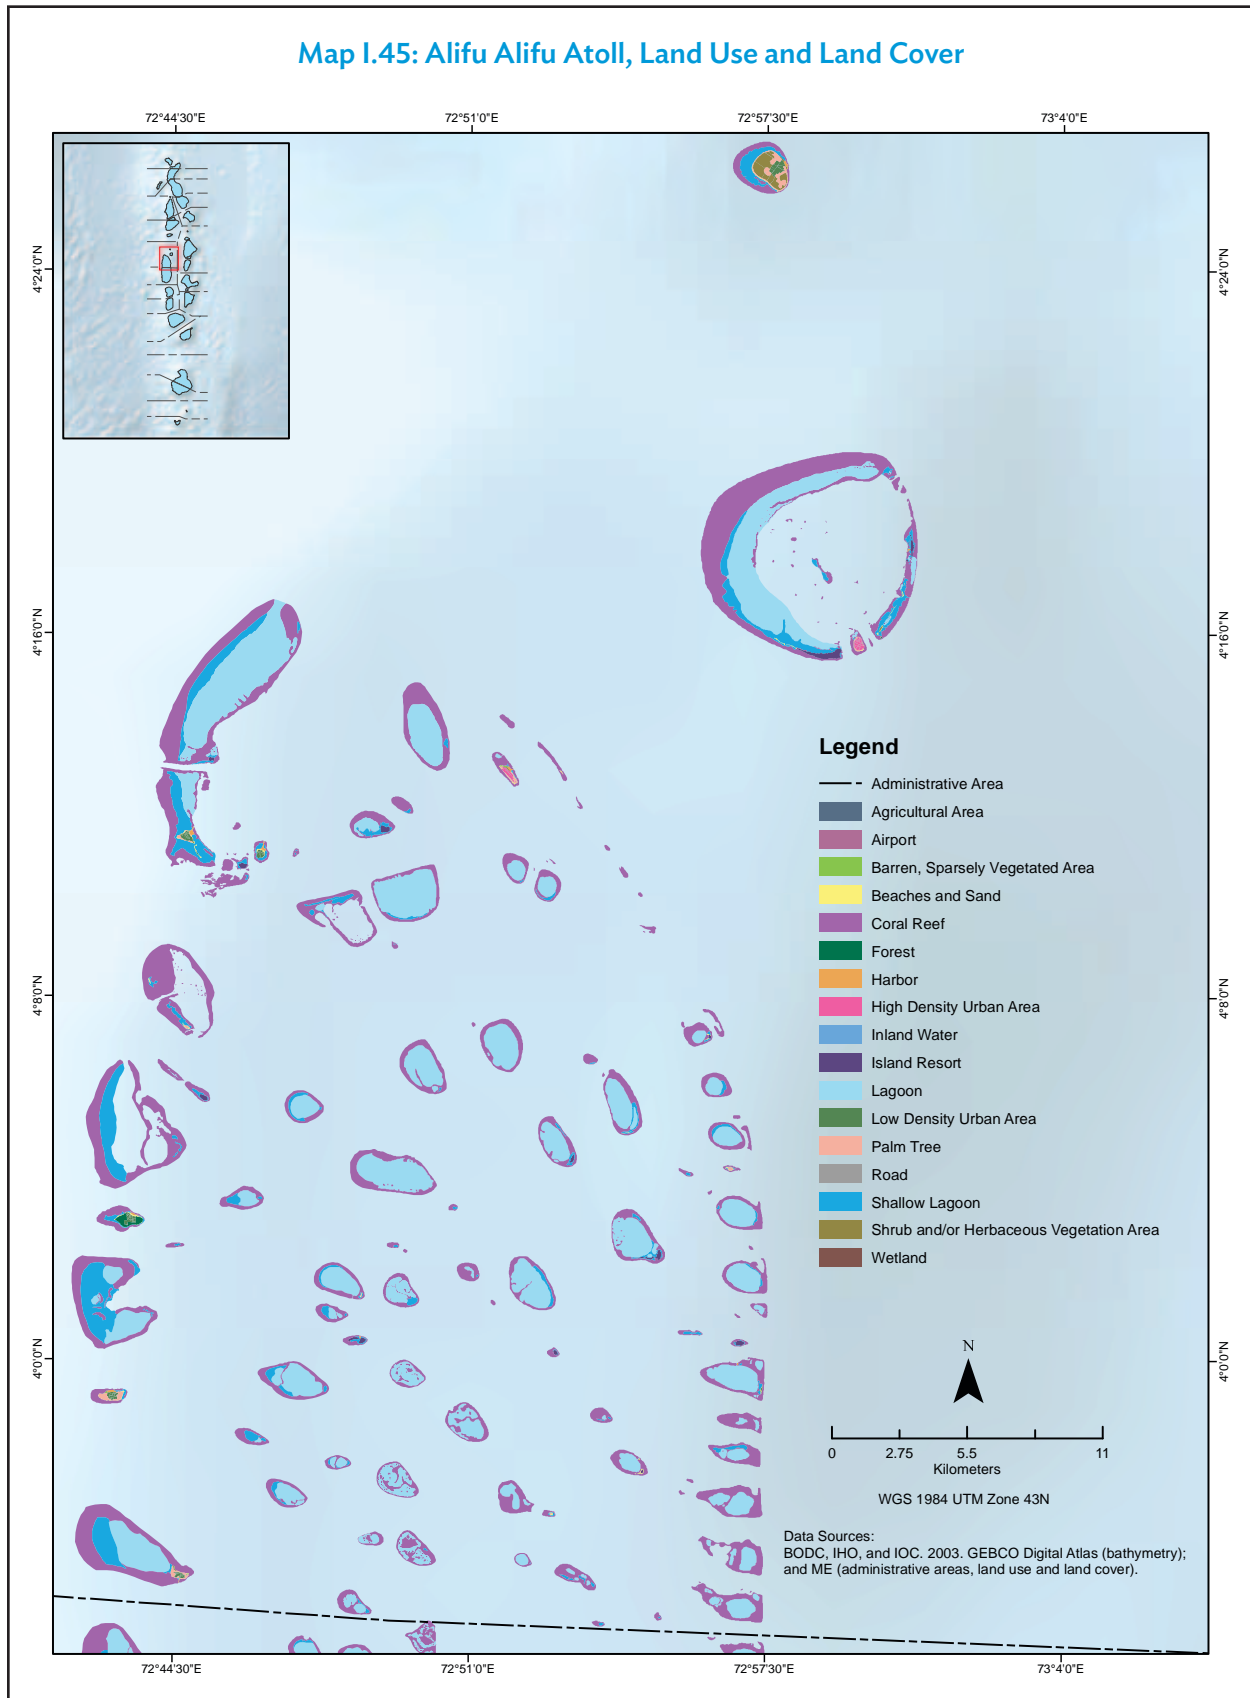 Map I.45: Alifu Alifu Atoll, Land Use and Land Cover
72°44'30"E
72°51'0"E
72°57'30"E
73°4'0"E
4°24'0"N
4°24'0"N
4°16'0"N
4°16'0"N
4°8'0"N
4°8'0"N
4°0'0"N
4°0'0"N
Legend
Administrative Area
Agricultural Area
Airport
Barren, Sparsely Vegetated Area
Beaches and Sand
Coral Reef
Forest
Harbor
High Density Urban Area
Inland Water
Island Resort
Lagoon
Low Density Urban Area
Palm Tree
Road
Shallow Lagoon
Shrub and/or Herbaceous Vegetation Area
Wetland
N
0 2.75 5.5 11
Kilometers
WGS 1984 UTM Zone 43N
Data Sources:
BODC, IHO, and IOC. 2003. GEBCO Digital Atlas (bathymetry);
and ME (administrative areas, land use and land cover).
72°44'30"E
72°51'0"E
72°57'30"E
73°4'0"E